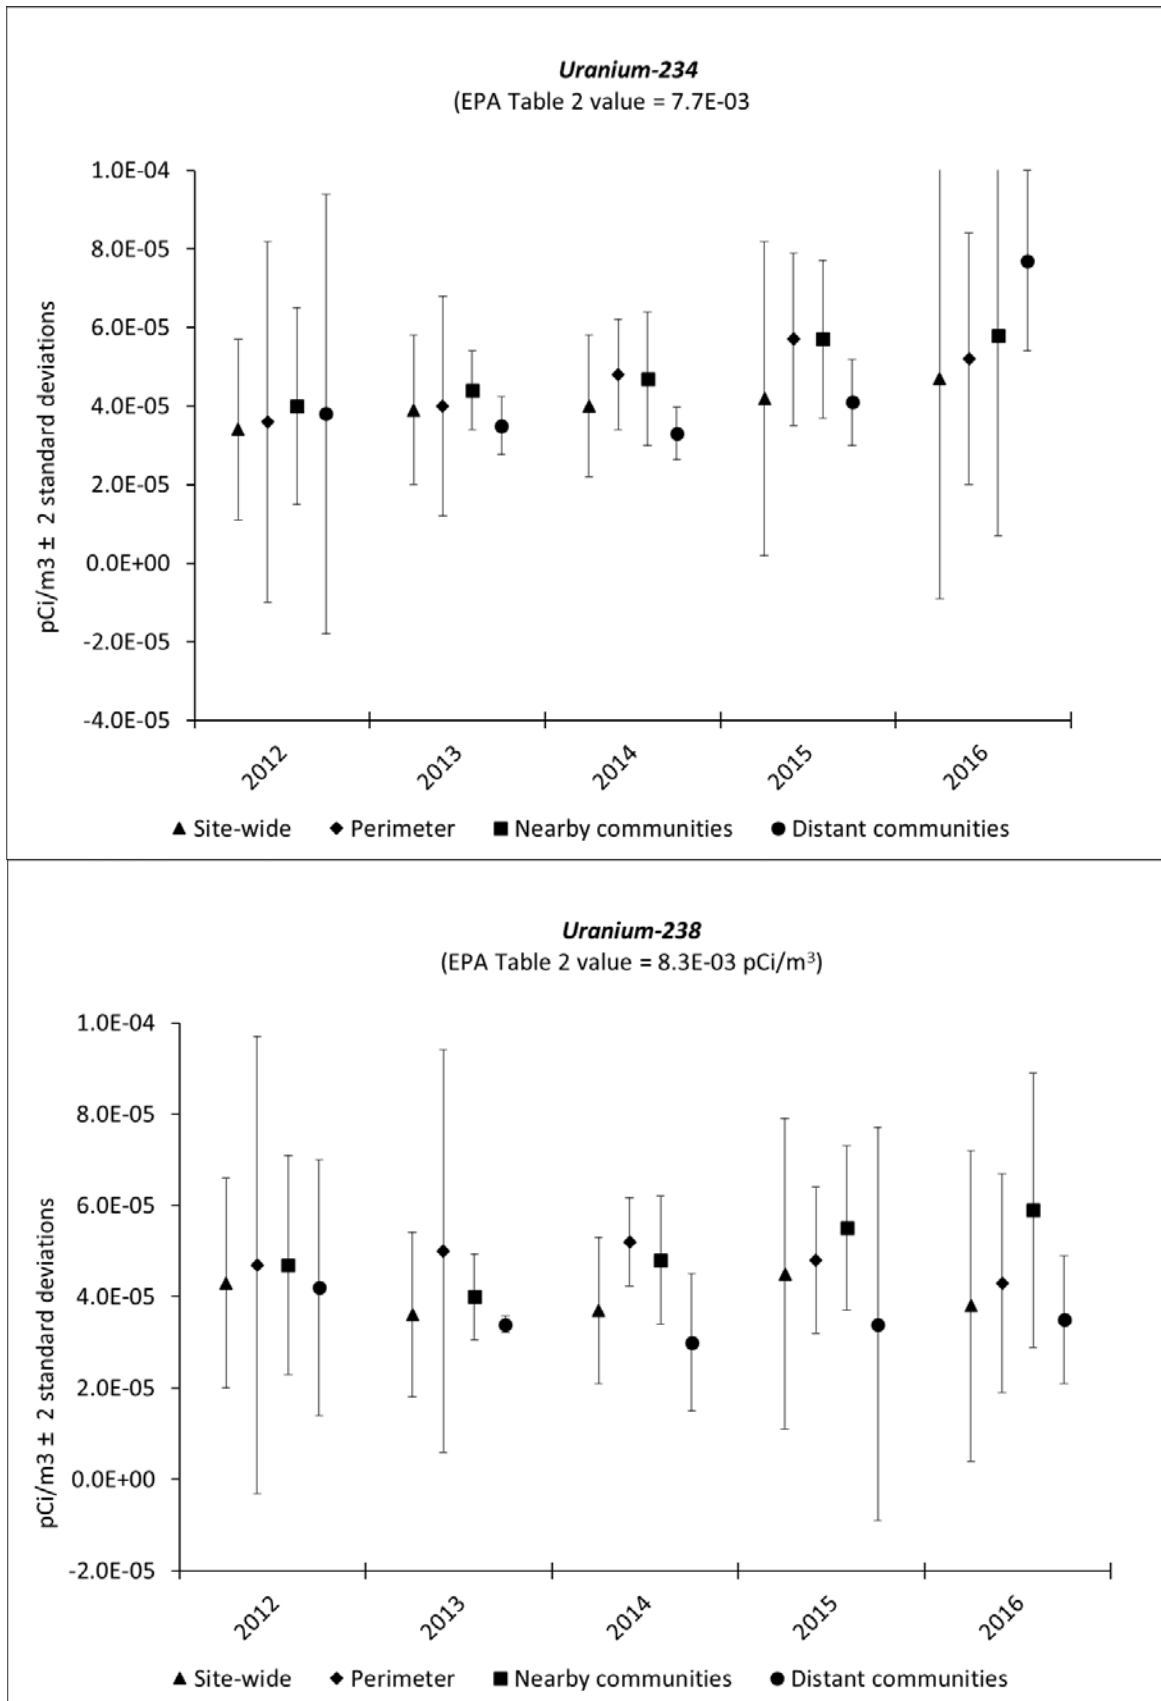 Uranium-234
(EPA Table 2 value = 7.7E-03
pCi/m3 ± 2 standard deviations
1.0E-04
8.0E-05
6.0E-05
4.0E-05
2.0E-05
0.0E+00
-2.0E-05
-4.0E-05
2012 2013 2014 2015 2016
Site-wide Perimeter Nearby communities Distant communities
Uranium-238
(EPA Table 2 value = 8.3E-03 pCi/m³)
pCi/m3 ± 2 standard deviations
1.0E-04
8.0E-05
6.0E-05
4.0E-05
2.0E-05
0.0E+00
-2.0E-05
2012 2013 2014 2015 2016
Site-wide Perimeter Nearby communities Distant communities